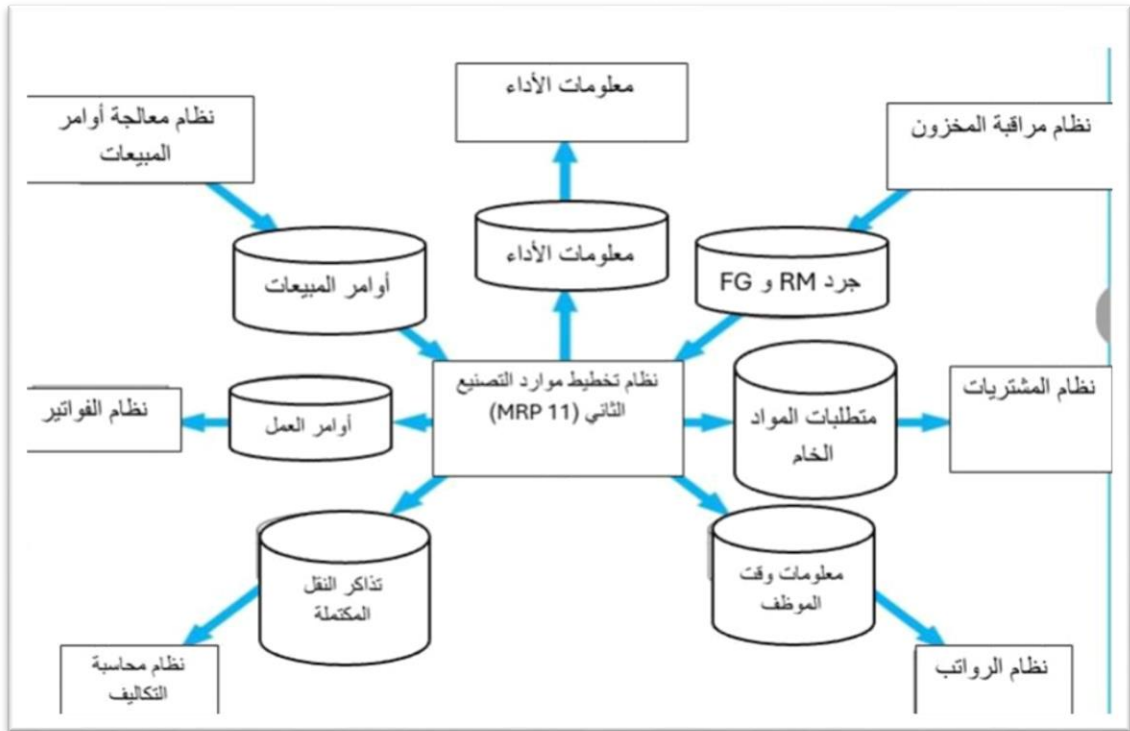 معلومات الأداء
نظام معالجة أوامر
المبيعات
نظام مراقبة المخزون
معلومات الأداء
أوامر المبيعات
جرد RM و FG
نظام تخطيط موارد التصنيع
الثاني (MRP 11)
متطلبات المواد
الخام
نظام المشتريات
أوامر العمل
نظام الفواتير
تذاكر النقل
المكتملة
معلومات وقت
الموظف
نظام محاسبة
التكاليف
نظام الرواتب